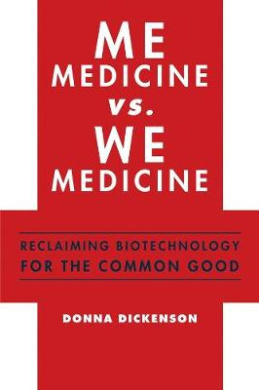 ME
MEDICINE
vs.
WE
MEDICINE
RECLAIMING BIOTECHNOLOGY
FOR THE COMMON GOOD
DONNA DICKENSON